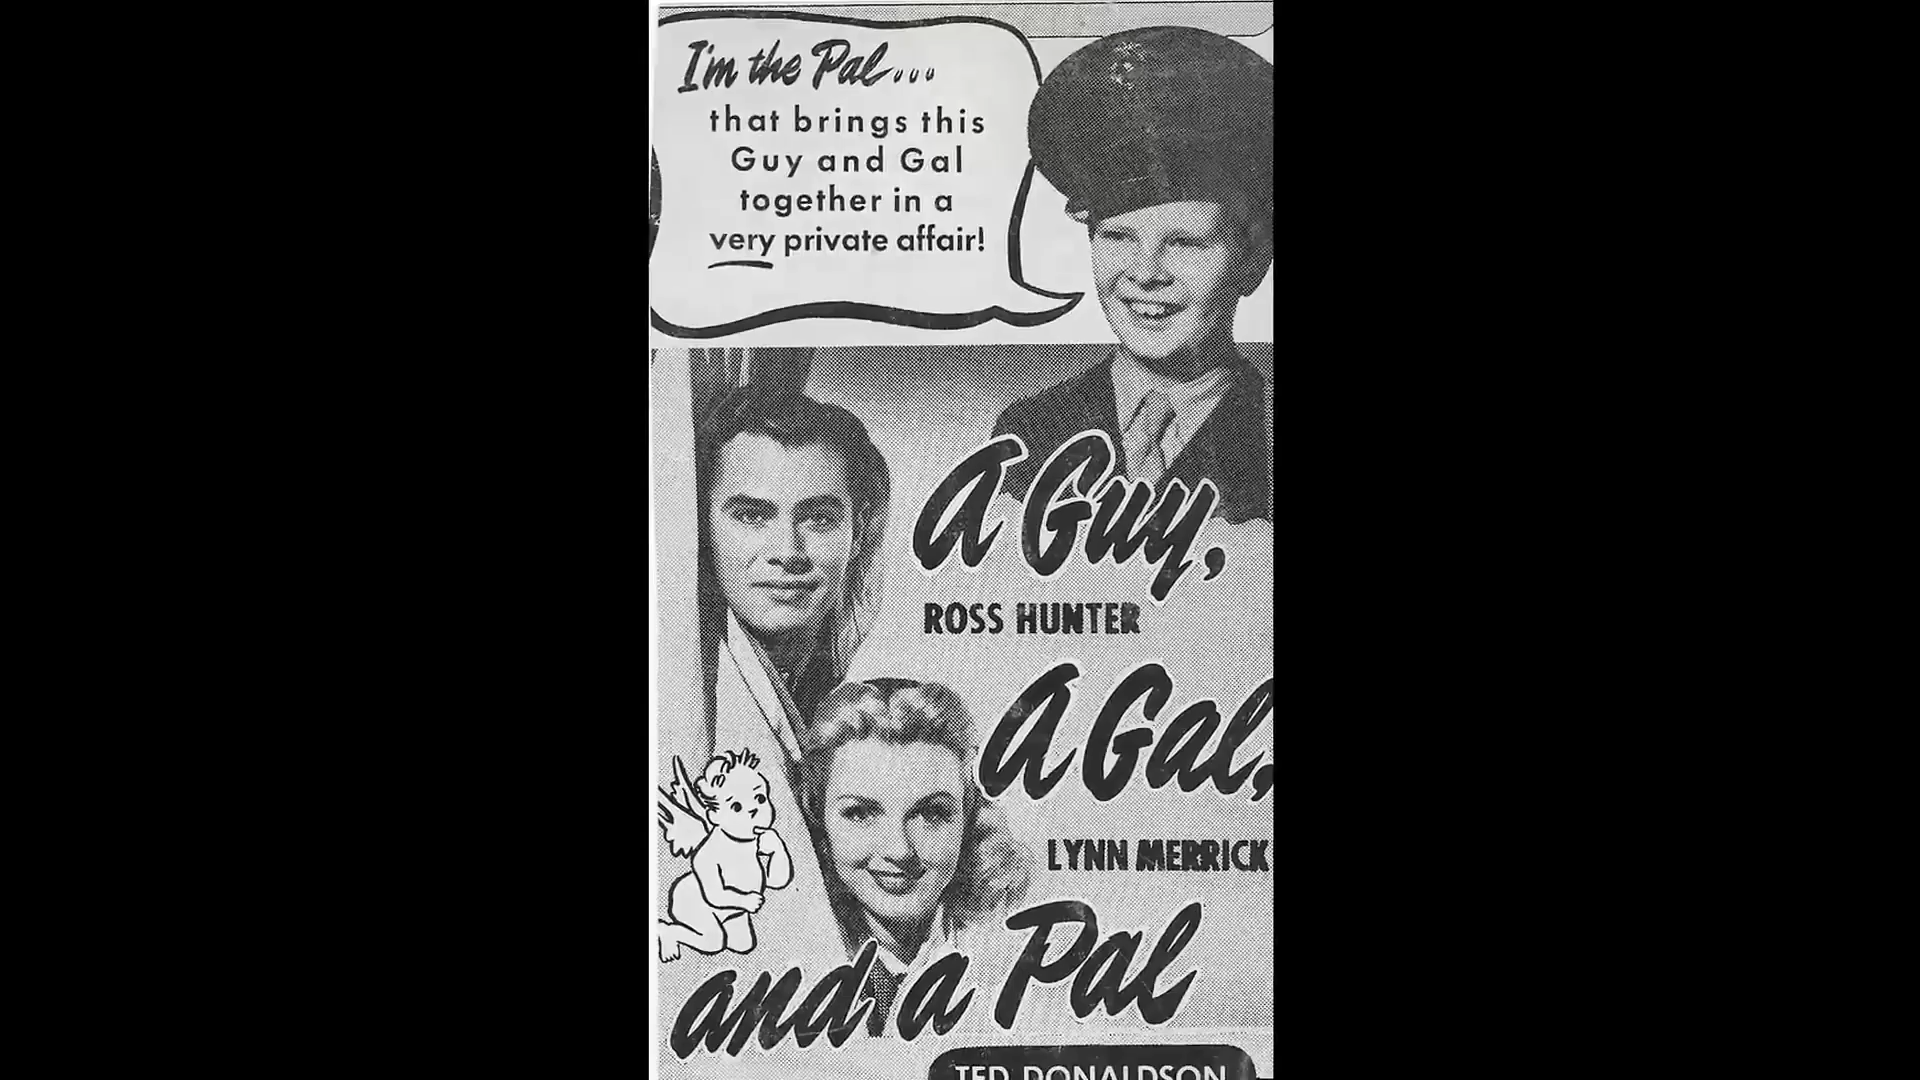 I'm the Pal...
that brings this
Guy and Gal
together in a
very private affair!
A Guy,
ROSS HUNTER
A Gal,
LYNN MERRICK
and a Pal
TED DONALDSON